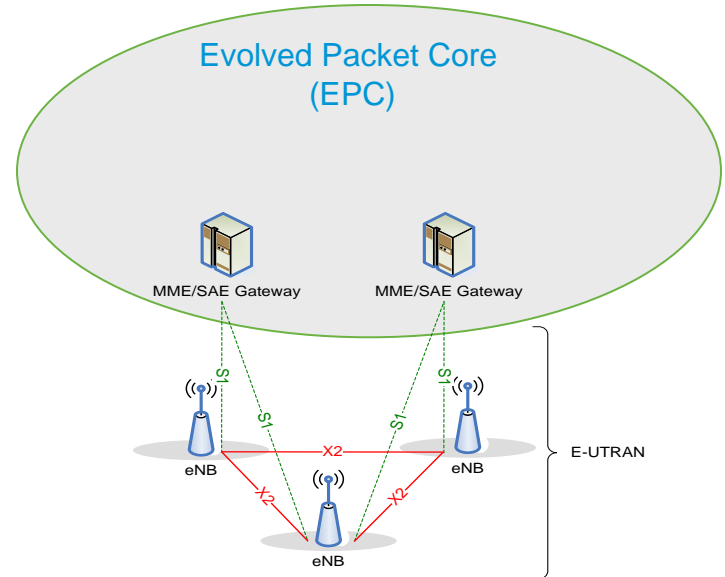 Evolved Packet Core
(EPC)
MME/SAE Gateway
MME/SAE Gateway
S1
S1
S1
S1
X2
eNB
eNB
E-UTRAN
X2
X2
eNB